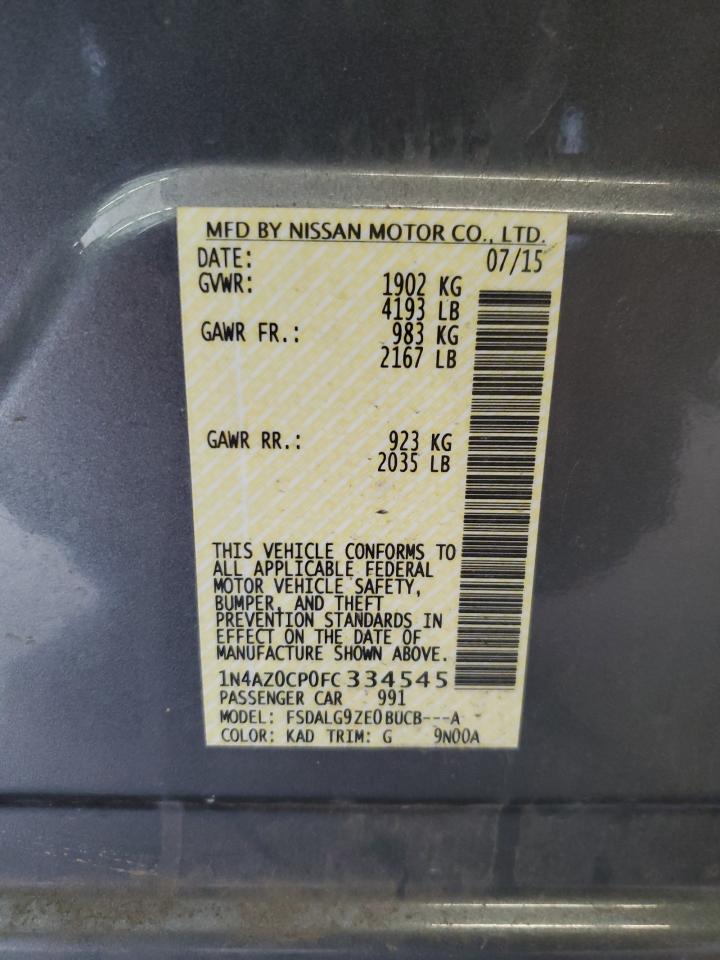 MFD BY NISSAN MOTOR CO., LTD.
DATE: 07/15
GVWR: 1902 KG
4193 LB
GAWR FR.: 983 KG
2167 LB
GAWR RR.: 923 KG
2035 LB
THIS VEHICLE CONFORMS TO
ALL APPLICABLE FEDERAL
MOTOR VEHICLE SAFETY,
BUMPER, AND THEFT
PREVENTION STANDARDS IN
EFFECT ON THE DATE OF
MANUFACTURE SHOWN ABOVE.
1N4AZ0CP0FC334545
PASSENGER CAR 991
MODEL: FSDALG9ZE0BUCB---A
COLOR: KAD TRIM: G 9N00A